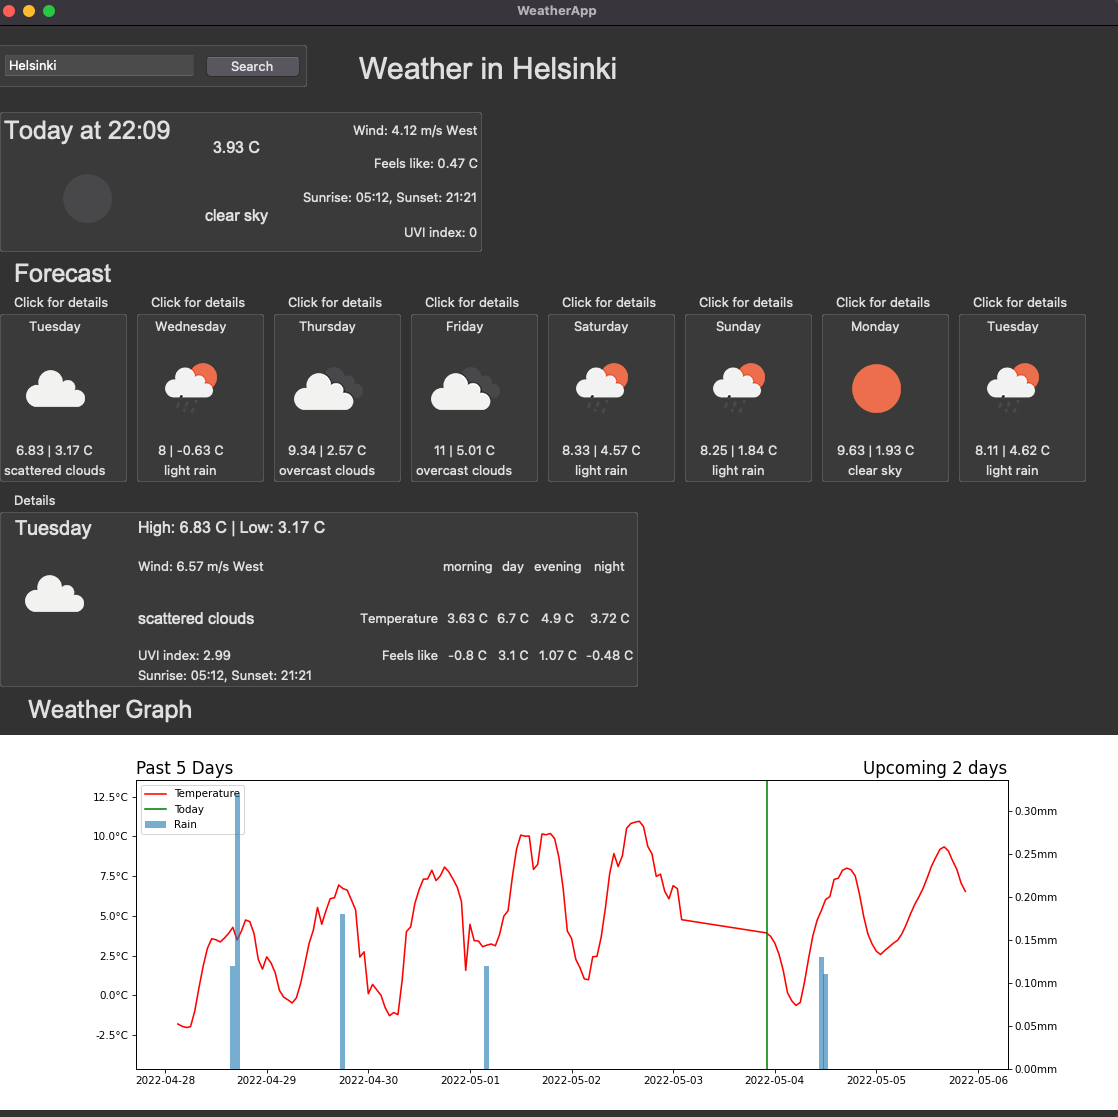 WeatherApp
Helsinki Search
Weather in Helsinki
Today at 22:09
3.93 C
clear sky
Wind: 4.12 m/s West
Feels like: 0.47 C
Sunrise: 05:12, Sunset: 21:21
UVI index: 0
Forecast
Click for details Click for details Click for details Click for details Click for details Click for details Click for details Click for details
Tuesday Wednesday Thursday Friday Saturday Sunday Monday Tuesday
6.83 | 3.17 C 8 | -0.63 C 9.34 | 2.57 C 11 | 5.01 C 8.33 | 4.57 C 8.25 | 1.84 C 9.63 | 1.93 C 8.11 | 4.62 C
scattered clouds light rain overcast clouds overcast clouds light rain light rain clear sky light rain
Details
Tuesday High: 6.83 C | Low: 3.17 C
Wind: 6.57 m/s West morning day evening night
scattered clouds Temperature 3.63 C 6.7 C 4.9 C 3.72 C
UVI index: 2.99 Feels like -0.8 C 3.1 C 1.07 C -0.48 C
Sunrise: 05:12, Sunset: 21:21
Weather Graph
Past 5 Days Upcoming 2 days
Temperature
Today
Rain
12.5°C
10.0°C
7.5°C
5.0°C
2.5°C
0.0°C
-2.5°C
0.30mm
0.25mm
0.20mm
0.15mm
0.10mm
0.05mm
0.00mm
2022-04-28 2022-04-29 2022-04-30 2022-05-01 2022-05-02 2022-05-03 2022-05-04 2022-05-05 2022-05-06